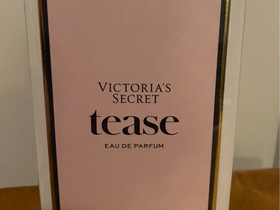 VICTORIA'S
SECRET
tease
EAU DE PARFUM